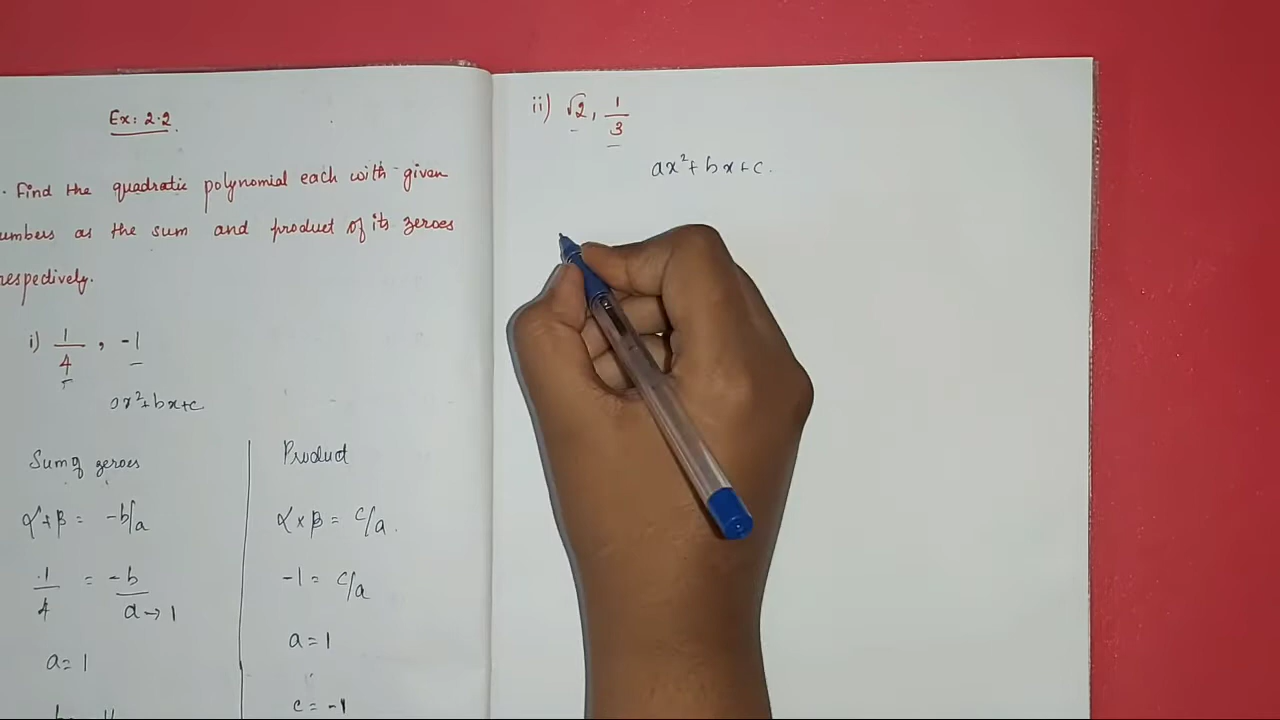 Ex: 2.2
. Find the quadratic polynomial each with given
umbers as the sum and product of its zeroes
respectively.
i) 1/4 , -1
ax²+bx+c
Sum of zeroes
α+β = -b/a
1/4 = -b/a → 1
a=1
Product
α×β = c/a.
-1 = c/a
a=1
c = -1
ii) √2, 1/3
ax²+bx+c.